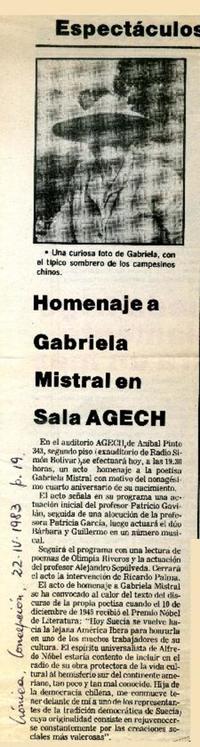 Espectáculos
• Una curiosa foto de Gabriela, con
el típico sombrero de los campesinos
chinos.
Homenaje a
Gabriela
Mistral en
Sala AGECH
En el auditorio AGECH, de Aníbal Pinto
343, segundo piso (exauditorio de Radio Si-
món Bolívar), se efectuará hoy, a las 19.30
horas, un acto homenaje a la poetisa
Gabriela Mistral con motivo del nonagési-
mo cuarto aniversario de su nacimiento.
El acto señala en su programa una ac-
tuación inicial del profesor Patricio Gavi-
lán, seguida de una alocución de la profe-
sora Patricia García, luego actuará el dúo
Bárbara y Guillermo en un número musi-
cal.
Seguirá el programa con una lectura de
poemas de Olimpia Riveros y la actuación
del profesor Alejandro Sepúlveda. Cerrará
el acto la intervención de Ricardo Palma.
El acto de homenaje a Gabriela Mistral
se ha convocado al calor del texto del dis-
curso de la propia poetisa cuando el 10 de
diciembre de 1945 recibió el Premio Nóbel
de Literatura: "Hoy Suecia se vuelve ha-
cia la lejana América Ibera para honrarla
en uno de los muchos trabajadores de su
cultura. El espíritu universalista de Alfre-
do Nóbel estaría contento de incluir en el
radio de su obra protectora de la vida cul-
tural al hemisferio sur del continente ame-
ricano, tan poco y tan mal conocido. Hija de
la democracia chilena, me conmueve te-
ner delante de mí a uno de los representan-
tes de la tradición democrática de Suecia;
cuya originalidad consiste en rejuvenecer-
se constantemente por las creaciones so-
ciales más valerosas".
Crónica, Concepción, 22-IV-1983 p. 19